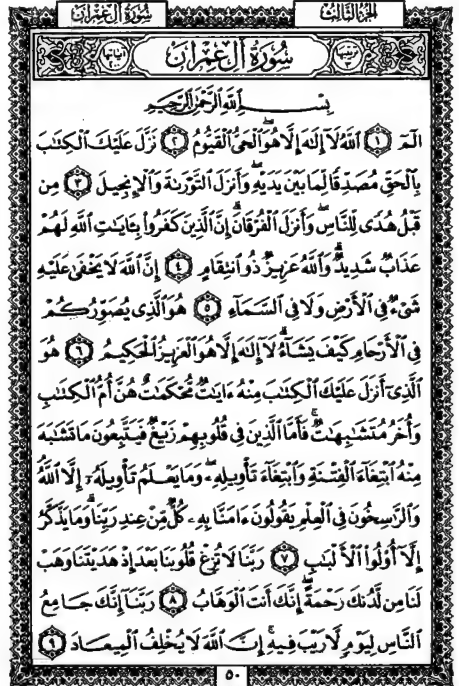 سُورَةُ آلِ عِمْرَانَ الجُزْءُ الثَّالِثُ
سُورَةُ آلِ عِمْرَانَ
بِسْمِ ٱللَّهِ ٱلرَّحْمَٰنِ ٱلرَّحِيمِ
الٓمٓ ١ ٱللَّهُ لَآ إِلَٰهَ إِلَّا هُوَ ٱلْحَىُّ ٱلْقَيُّومُ ٢ نَزَّلَ عَلَيْكَ ٱلْكِتَٰبَ
بِٱلْحَقِّ مُصَدِّقًا لِّمَا بَيْنَ يَدَيْهِ وَأَنزَلَ ٱلتَّوْرَىٰةَ وَٱلْإِنجِيلَ ٣ مِن
قَبْلُ هُدًى لِّلنَّاسِ وَأَنزَلَ ٱلْفُرْقَانَ ۗ إِنَّ ٱلَّذِينَ كَفَرُوا۟ بِـَٔايَٰتِ ٱللَّهِ لَهُمْ
عَذَابٌ شَدِيدٌ ۗ وَٱللَّهُ عَزِيزٌ ذُو ٱنتِقَامٍ ٤ إِنَّ ٱللَّهَ لَا يَخْفَىٰ عَلَيْهِ
شَىْءٌ فِى ٱلْأَرْضِ وَلَا فِى ٱلسَّمَآءِ ٥ هُوَ ٱلَّذِى يُصَوِّرُكُمْ
فِى ٱلْأَرْحَامِ كَيْفَ يَشَآءُ ۚ لَآ إِلَٰهَ إِلَّا هُوَ ٱلْعَزِيزُ ٱلْحَكِيمُ ٦ هُوَ
ٱلَّذِىٓ أَنزَلَ عَلَيْكَ ٱلْكِتَٰبَ مِنْهُ ءَايَٰتٌ مُّحْكَمَٰتٌ هُنَّ أُمُّ ٱلْكِتَٰبِ
وَأُخَرُ مُتَشَٰبِهَٰتٌ ۖ فَأَمَّا ٱلَّذِينَ فِى قُلُوبِهِمْ زَيْغٌ فَيَتَّبِعُونَ مَا تَشَٰبَهَ
مِنْهُ ٱبْتِغَآءَ ٱلْفِتْنَةِ وَٱبْتِغَآءَ تَأْوِيلِهِۦ ۗ وَمَا يَعْلَمُ تَأْوِيلَهُۥٓ إِلَّا ٱللَّهُ ۗ
وَٱلرَّٰسِخُونَ فِى ٱلْعِلْمِ يَقُولُونَ ءَامَنَّا بِهِۦ كُلٌّ مِّنْ عِندِ رَبِّنَا ۗ وَمَا يَذَّكَّرُ
إِلَّآ أُو۟لُوا۟ ٱلْأَلْبَٰبِ ٧ رَبَّنَا لَا تُزِغْ قُلُوبَنَا بَعْدَ إِذْ هَدَيْتَنَا وَهَبْ
لَنَا مِن لَّدُنكَ رَحْمَةً ۚ إِنَّكَ أَنتَ ٱلْوَهَّابُ ٨ رَبَّنَآ إِنَّكَ جَامِعُ
ٱلنَّاسِ لِيَوْمٍ لَّا رَيْبَ فِيهِ ۚ إِنَّ ٱللَّهَ لَا يُخْلِفُ ٱلْمِيعَادَ ٩
٥٠